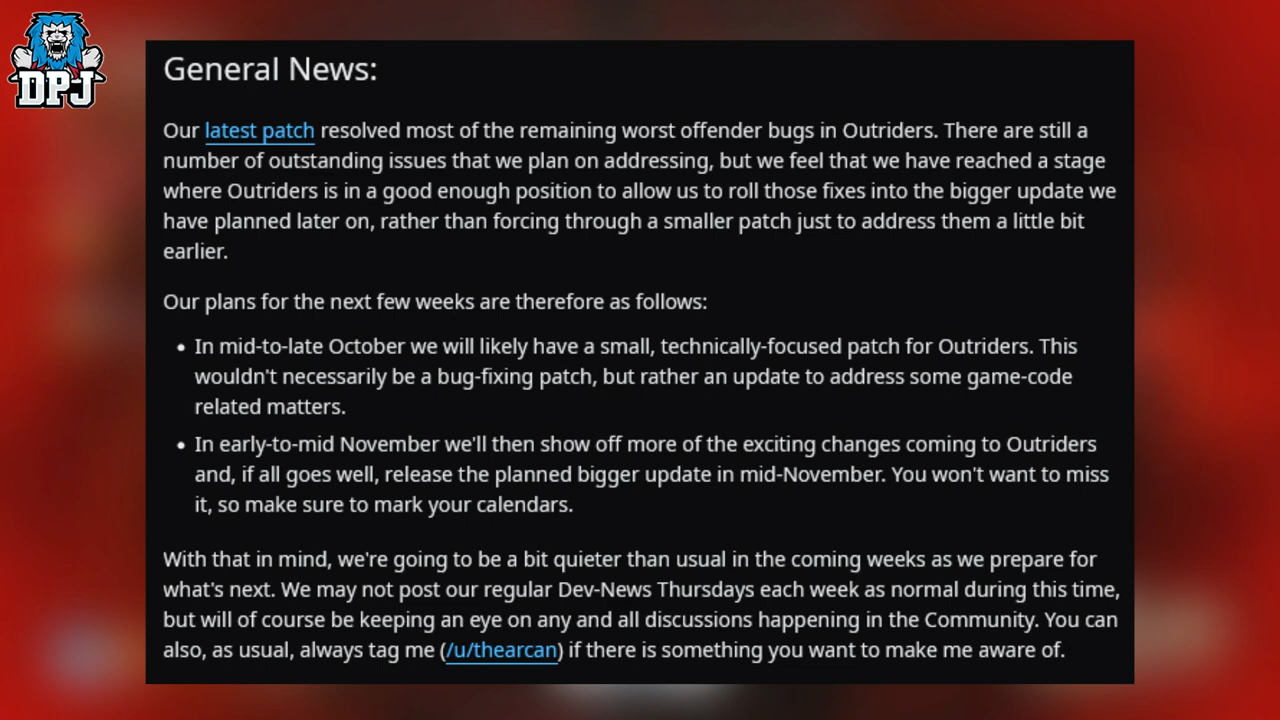 DPJ
General News:
Our latest patch resolved most of the remaining worst offender bugs in Outriders. There are still a
number of outstanding issues that we plan on addressing, but we feel that we have reached a stage
where Outriders is in a good enough position to allow us to roll those fixes into the bigger update we
have planned later on, rather than forcing through a smaller patch just to address them a little bit
earlier.
Our plans for the next few weeks are therefore as follows:
• In mid-to-late October we will likely have a small, technically-focused patch for Outriders. This
wouldn't necessarily be a bug-fixing patch, but rather an update to address some game-code
related matters.
• In early-to-mid November we'll then show off more of the exciting changes coming to Outriders
and, if all goes well, release the planned bigger update in mid-November. You won't want to miss
it, so make sure to mark your calendars.
With that in mind, we're going to be a bit quieter than usual in the coming weeks as we prepare for
what's next. We may not post our regular Dev-News Thursdays each week as normal during this time,
but will of course be keeping an eye on any and all discussions happening in the Community. You can
also, as usual, always tag me (/u/thearcan) if there is something you want to make me aware of.